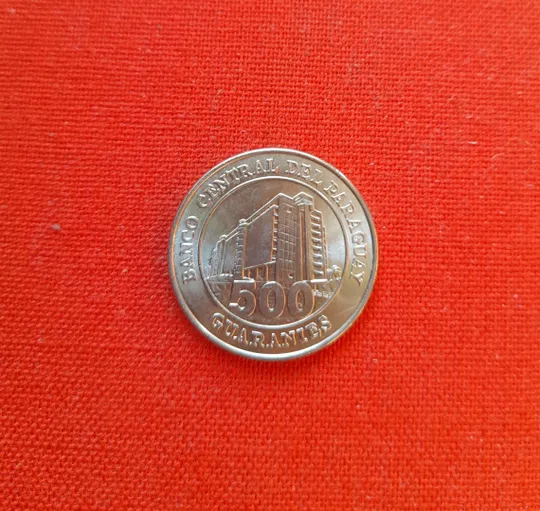 BANCO CENTRAL DEL PARAGUAY
500
GUARANIES